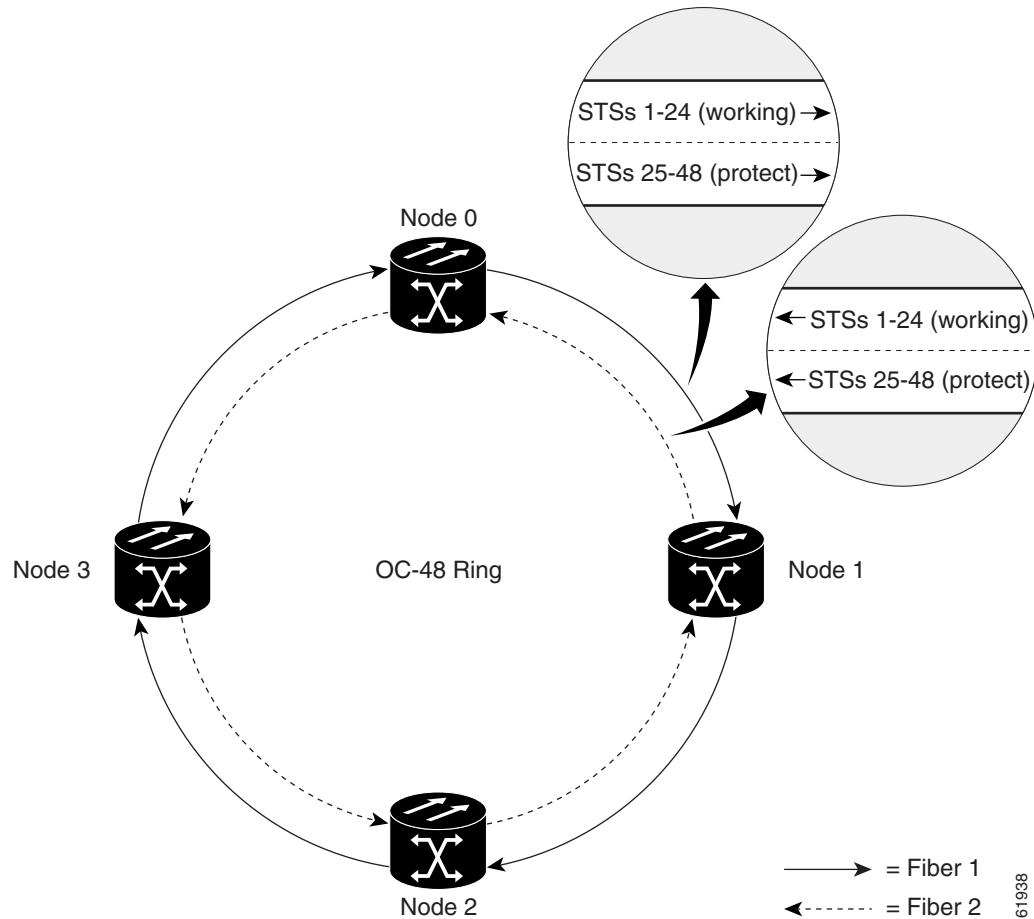 STSs 1-24 (working)
STSs 25-48 (protect)
Node 0
STSs 1-24 (working)
STSs 25-48 (protect)
Node 3
OC-48 Ring
Node 1
Node 2
= Fiber 1
= Fiber 2
61938